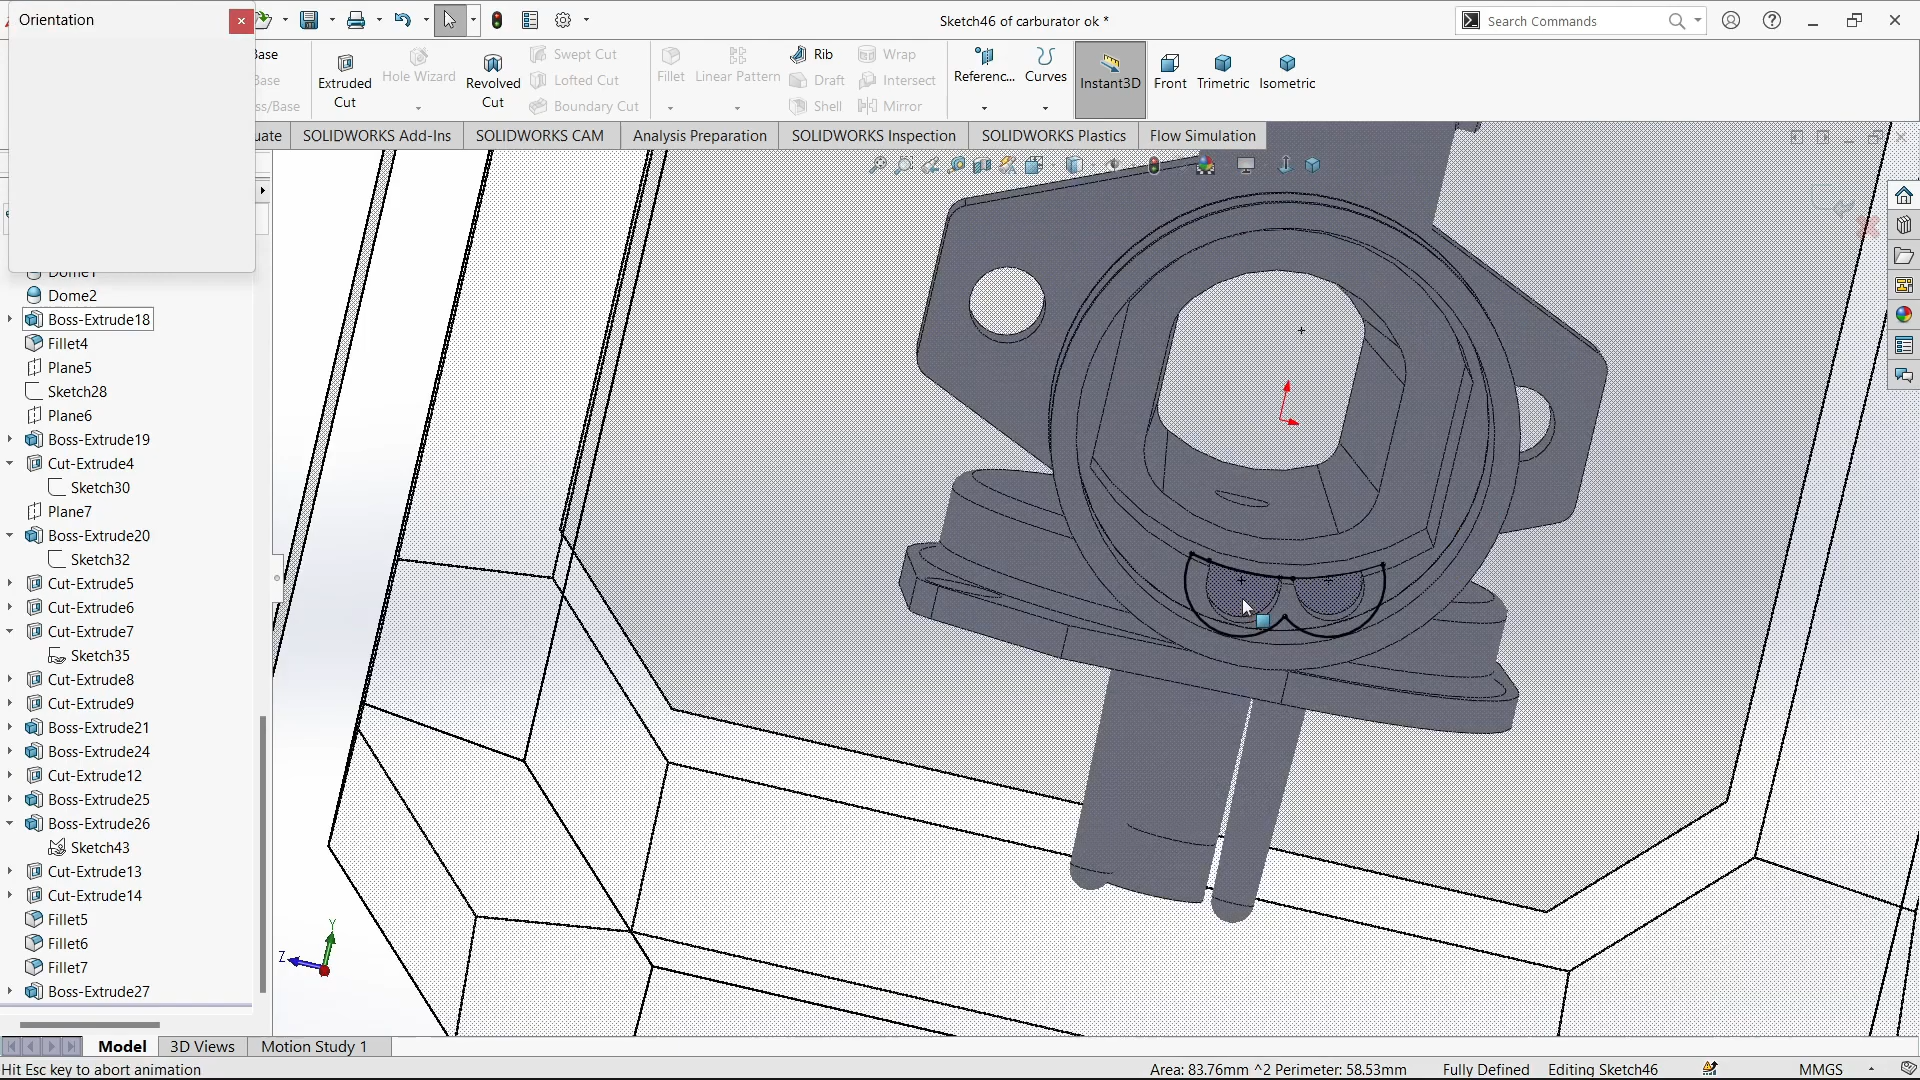 Orientation
Sketch46 of carburator ok *
Search Commands
Base
Base
ss/Base
Extruded Cut
Hole Wizard
Revolved Cut
Swept Cut
Lofted Cut
Boundary Cut
Fillet
Linear Pattern
Rib
Draft
Shell
Wrap
Intersect
Mirror
Referenc...
Curves
Instant3D
Front
Trimetric
Isometric
uate
SOLIDWORKS Add-Ins
SOLIDWORKS CAM
Analysis Preparation
SOLIDWORKS Inspection
SOLIDWORKS Plastics
Flow Simulation
Dome1
Dome2
Boss-Extrude18
Fillet4
Plane5
Sketch28
Plane6
Boss-Extrude19
Cut-Extrude4
Sketch30
Plane7
Boss-Extrude20
Sketch32
Cut-Extrude5
Cut-Extrude6
Cut-Extrude7
Sketch35
Cut-Extrude8
Cut-Extrude9
Boss-Extrude21
Boss-Extrude24
Cut-Extrude12
Boss-Extrude25
Boss-Extrude26
Sketch43
Cut-Extrude13
Cut-Extrude14
Fillet5
Fillet6
Fillet7
Boss-Extrude27
Y
Z
Model
3D Views
Motion Study 1
Hit Esc key to abort animation
Area: 83.76mm ^2 Perimeter: 58.53mm
Fully Defined
Editing Sketch46
MMGS